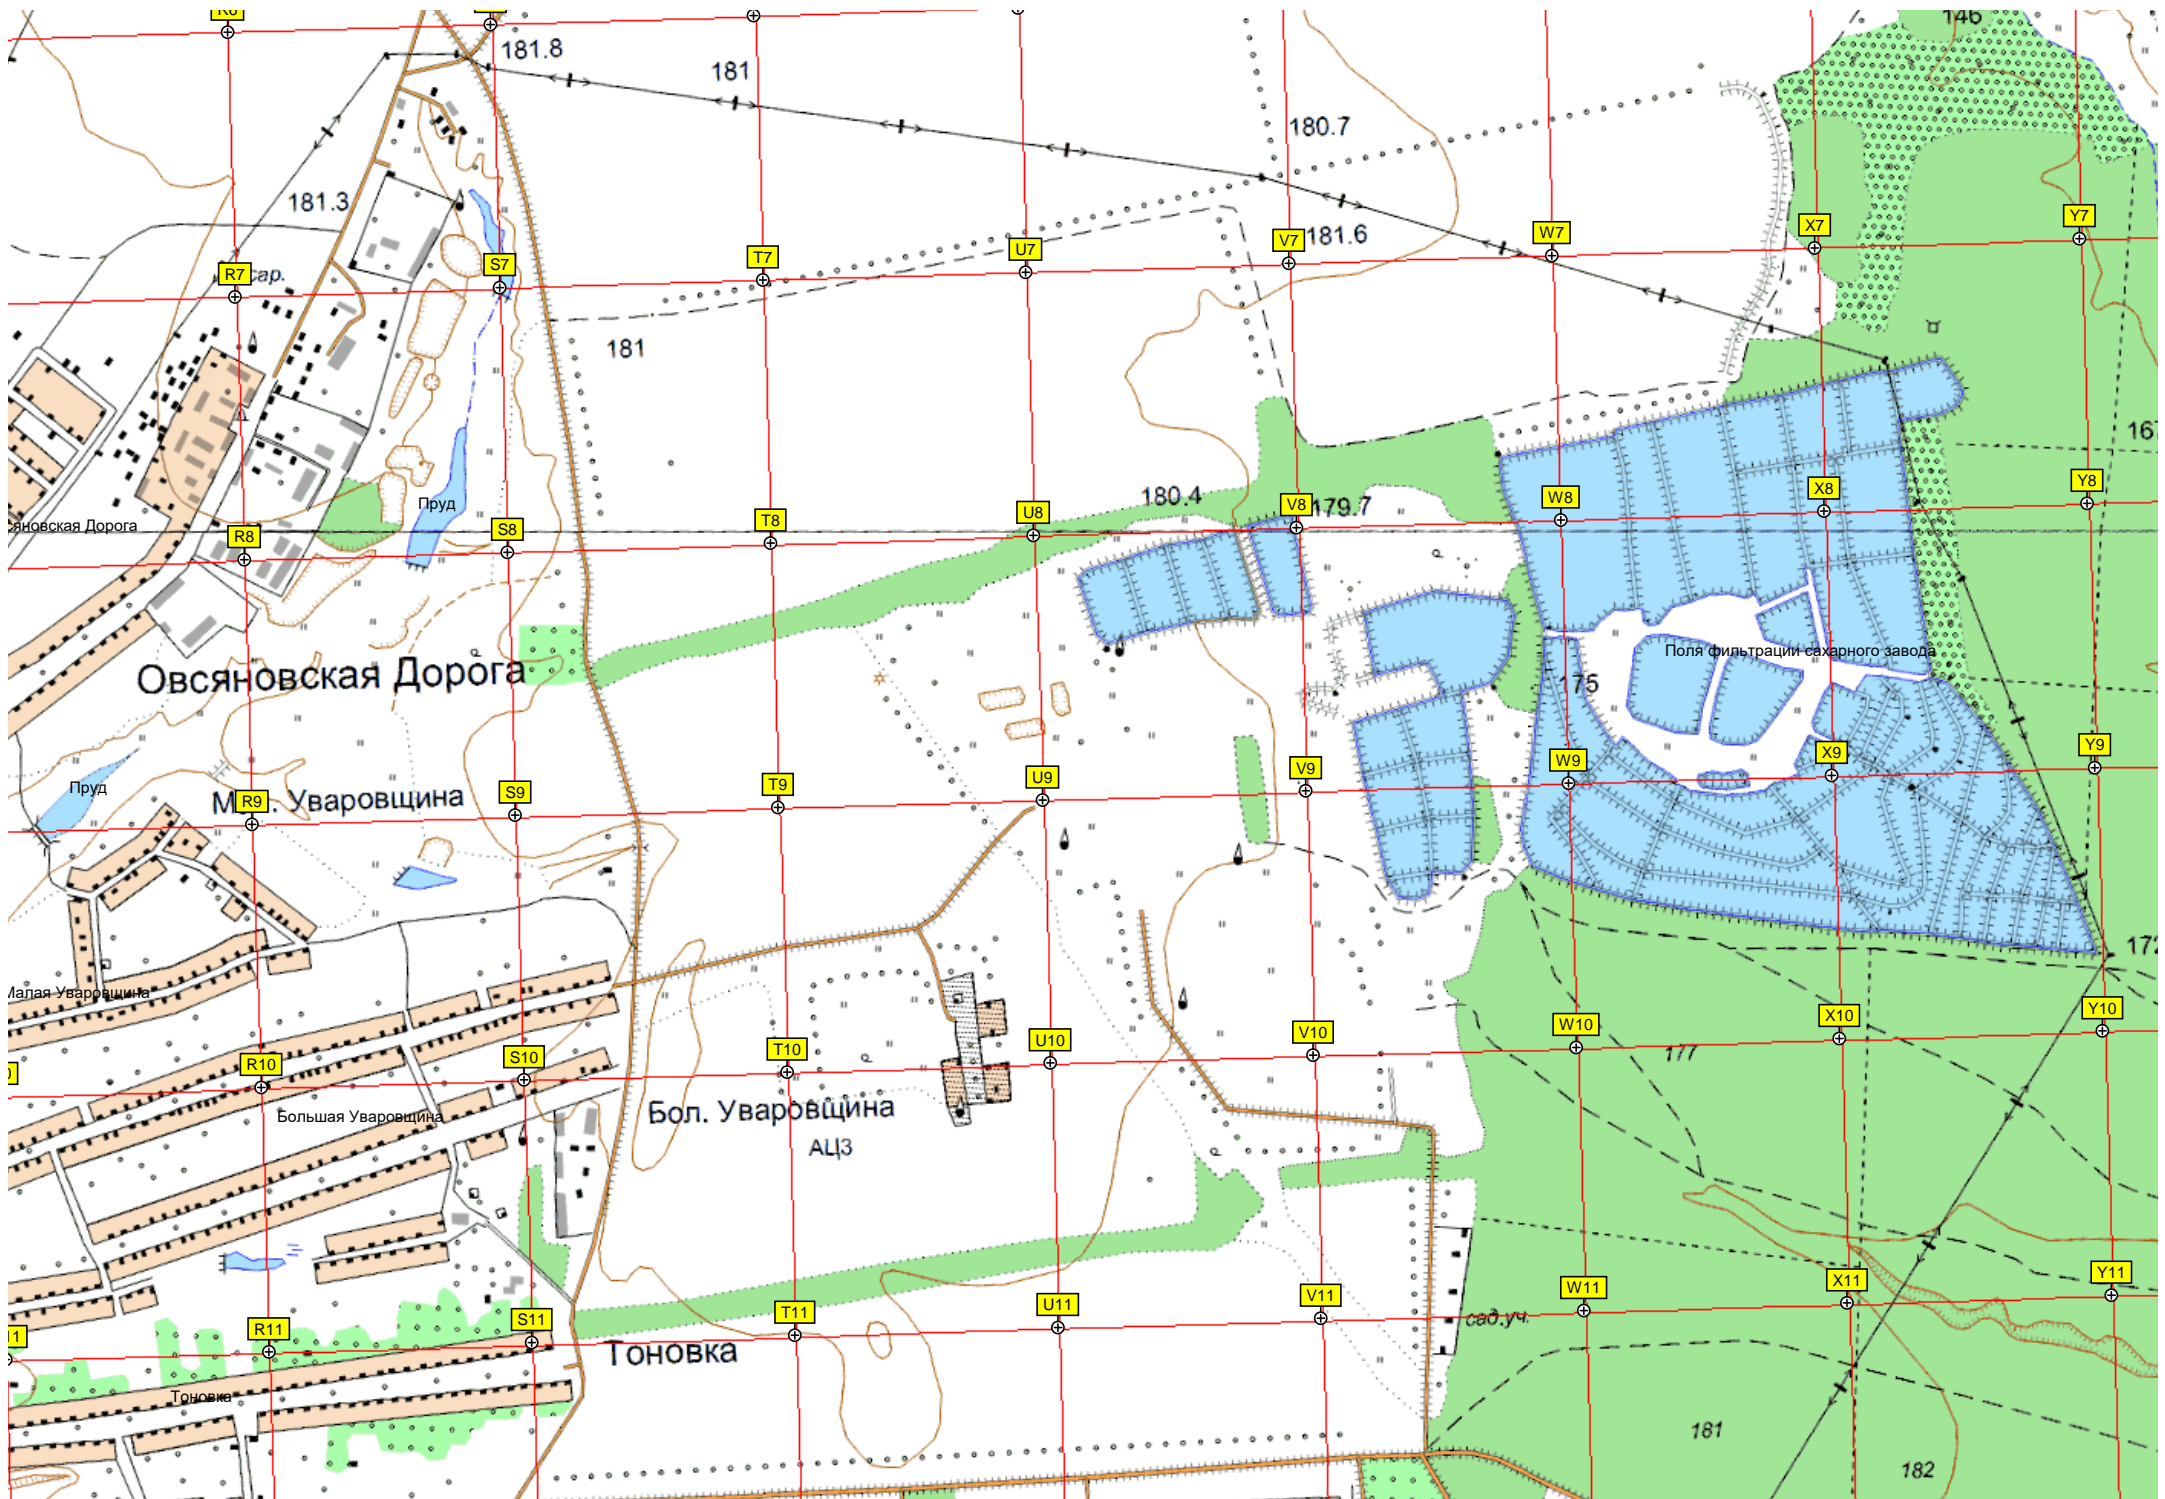 146
181.8
181
180.7
181.3
Y7
X7
W7
V7
181.6
U7
T7
S7
R7
сар.
181
Y8
X8
W8
V8
179.7
180.4
U8
T8
S8
R8
Пруд
Поля фильтрации сахарного завода
Овсяновская Дорога
175
Y9
X9
W9
V9
U9
T9
S9
R9
Пруд
Уваровщина
172
Малая Уваровщина
Y10
X10
W10
V10
U10
T10
S10
R10
177
Большая Уваровщина
Бол. Уваровщина
АЦЗ
Y11
X11
W11
V11
U11
T11
S11
R11
сад.уч.
Тоновка
Тоновка
181
182